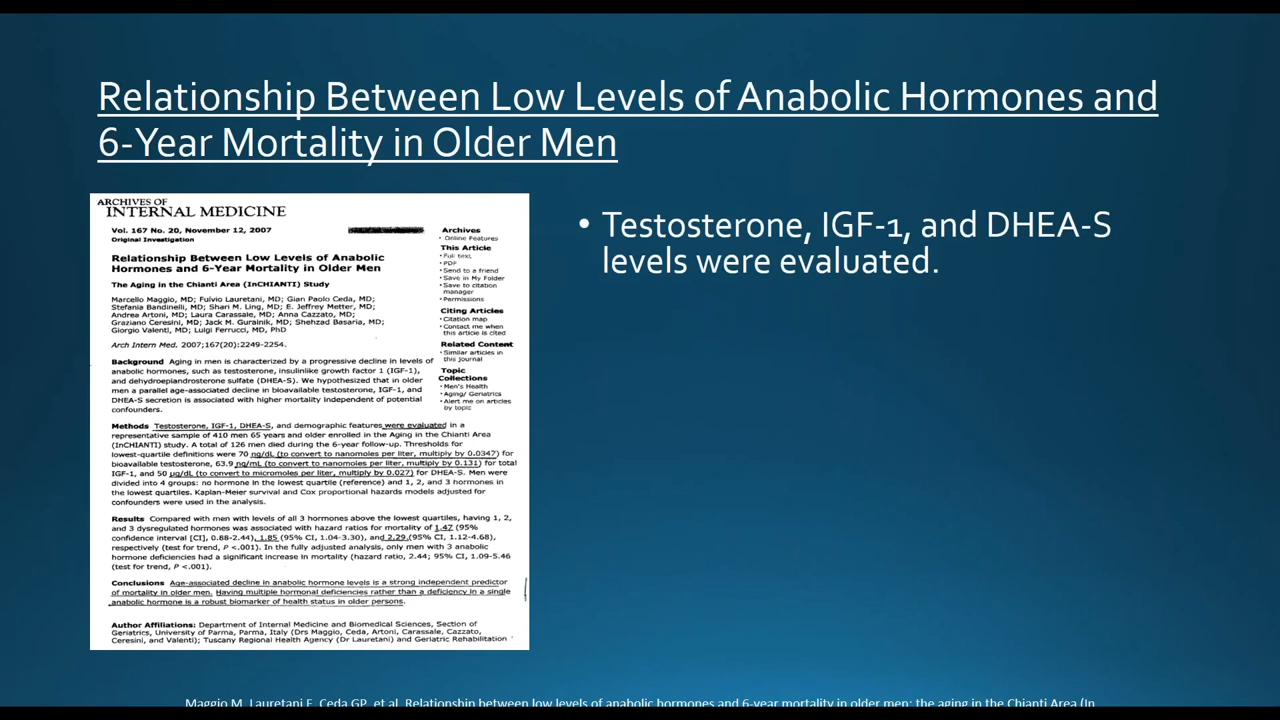 Relationship Between Low Levels of Anabolic Hormones and
6-Year Mortality in Older Men
ARCHIVES OF
INTERNAL MEDICINE
Vol. 167 No. 20, November 12, 2007
Original Investigation
Relationship Between Low Levels of Anabolic
Hormones and 6-Year Mortality in Older Men
The Aging in the Chianti Area (InCHIANTI) Study
Marcello Maggio, MD; Fulvio Lauretani, MD; Gian Paolo Ceda, MD;
Stefania Bandinelli, MD; Shari M. Ling, MD; E. Jeffrey Metter, MD;
Andrea Artoni, MD; Laura Carassale, MD; Anna Cazzato, MD;
Graziano Ceresini, MD; Jack M. Guralnik, MD; Shehzad Basaria, MD;
Giorgio Valenti, MD; Luigi Ferrucci, MD, PhD
Arch Intern Med. 2007;167(20):2249-2254.
Background Aging in men is characterized by a progressive decline in levels of
anabolic hormones, such as testosterone, insulinlike growth factor 1 (IGF-1),
and dehydroepiandrosterone sulfate (DHEA-S). We hypothesized that in older
men a parallel age-associated decline in bioavailable testosterone, IGF-1, and
DHEA-S secretion is associated with higher mortality independent of potential
confounders.
Methods Testosterone, IGF-1, DHEA-S, and demographic features were evaluated in a
representative sample of 410 men 65 years and older enrolled in the Aging in the Chianti Area
(InCHIANTI) study. A total of 126 men died during the 6-year follow-up. Thresholds for
lowest-quartile definitions were 70 ng/dL (to convert to nanomoles per liter, multiply by 0.0347) for
bioavailable testosterone, 63.9 ng/mL (to convert to nanomoles per liter, multiply by 0.131) for total
IGF-1, and 50 µg/dL (to convert to micromoles per liter, multiply by 0.027) for DHEA-S. Men were
divided into 4 groups: no hormone in the lowest quartile (reference) and 1, 2, and 3 hormones in
the lowest quartiles. Kaplan-Meier survival and Cox proportional hazards models adjusted for
confounders were used in the analysis.
Results Compared with men with levels of all 3 hormones above the lowest quartiles, having 1, 2,
and 3 dysregulated hormones was associated with hazard ratios for mortality of 1.47 (95%
confidence interval [CI], 0.88-2.44), 1.85 (95% CI, 1.04-3.30), and 2.29 (95% CI, 1.12-4.68),
respectively (test for trend, P <.001). In the fully adjusted analysis, only men with 3 anabolic
hormone deficiencies had a significant increase in mortality (hazard ratio, 2.44; 95% CI, 1.09-5.46
(test for trend, P <.001).
Conclusions Age-associated decline in anabolic hormone levels is a strong independent predictor
of mortality in older men. Having multiple hormonal deficiencies rather than a deficiency in a single
anabolic hormone is a robust biomarker of health status in older persons.
Author Affiliations: Department of Internal Medicine and Biomedical Sciences, Section of
Geriatrics, University of Parma, Parma, Italy (Drs Maggio, Ceda, Artoni, Carassale, Cazzato,
Ceresini, and Valenti); Tuscany Regional Health Agency (Dr Lauretani) and Geriatric Rehabilitation
Archives
• Online Features
This Article
• Full text
• PDF
• Send to a friend
• Save in My Folder
• Save to citation
manager
• Permissions
Citing Articles
• Citation map
• Contact me when
this article is cited
Related Content
• Similar articles in
this journal
Topic
Collections
• Men's Health
• Aging/ Geriatrics
• Alert me on articles
by topic
• Testosterone, IGF-1, and DHEA-S
levels were evaluated.
Maggio M, Lauretani F, Ceda GP, et al. Relationship between low levels of anabolic hormones and 6-year mortality in older men: the aging in the Chianti Area (In